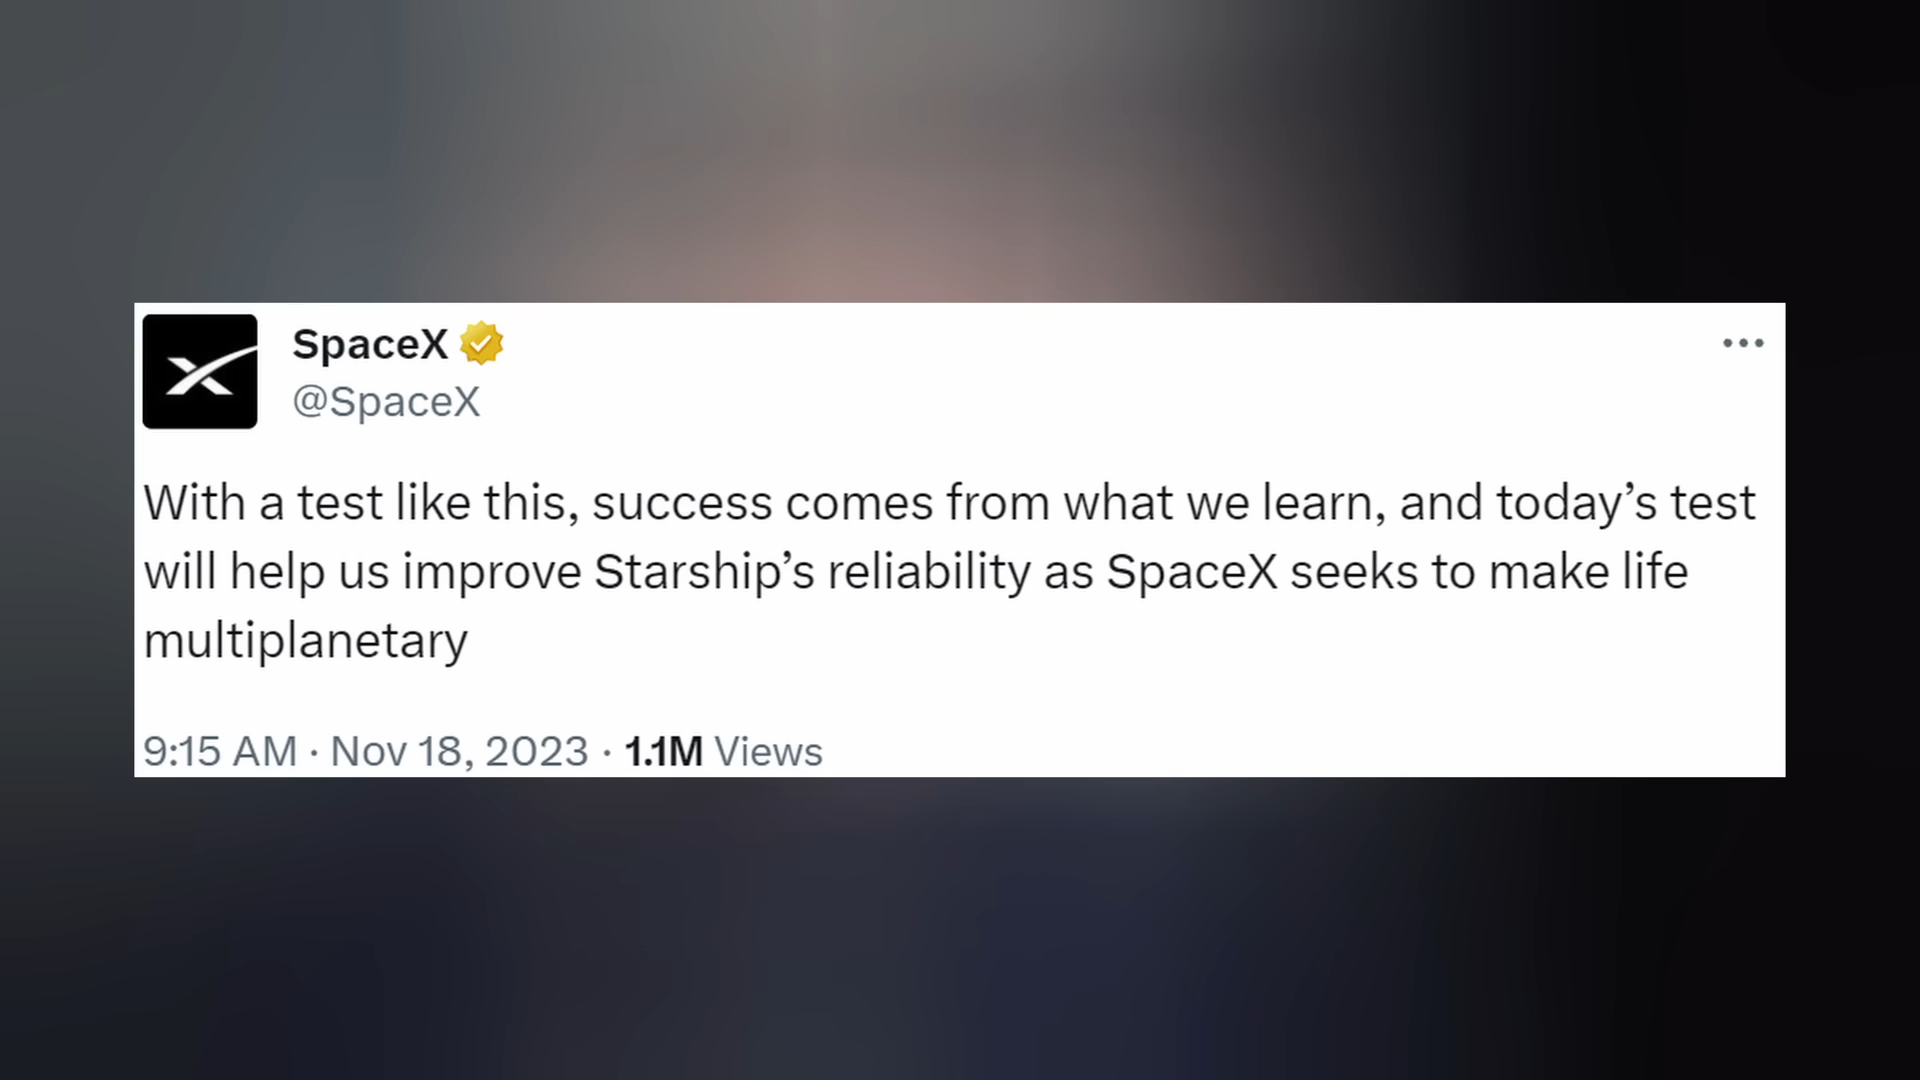 SpaceX
@SpaceX
With a test like this, success comes from what we learn, and today’s test
will help us improve Starship’s reliability as SpaceX seeks to make life
multiplanetary
9:15 AM · Nov 18, 2023 · 1.1M Views